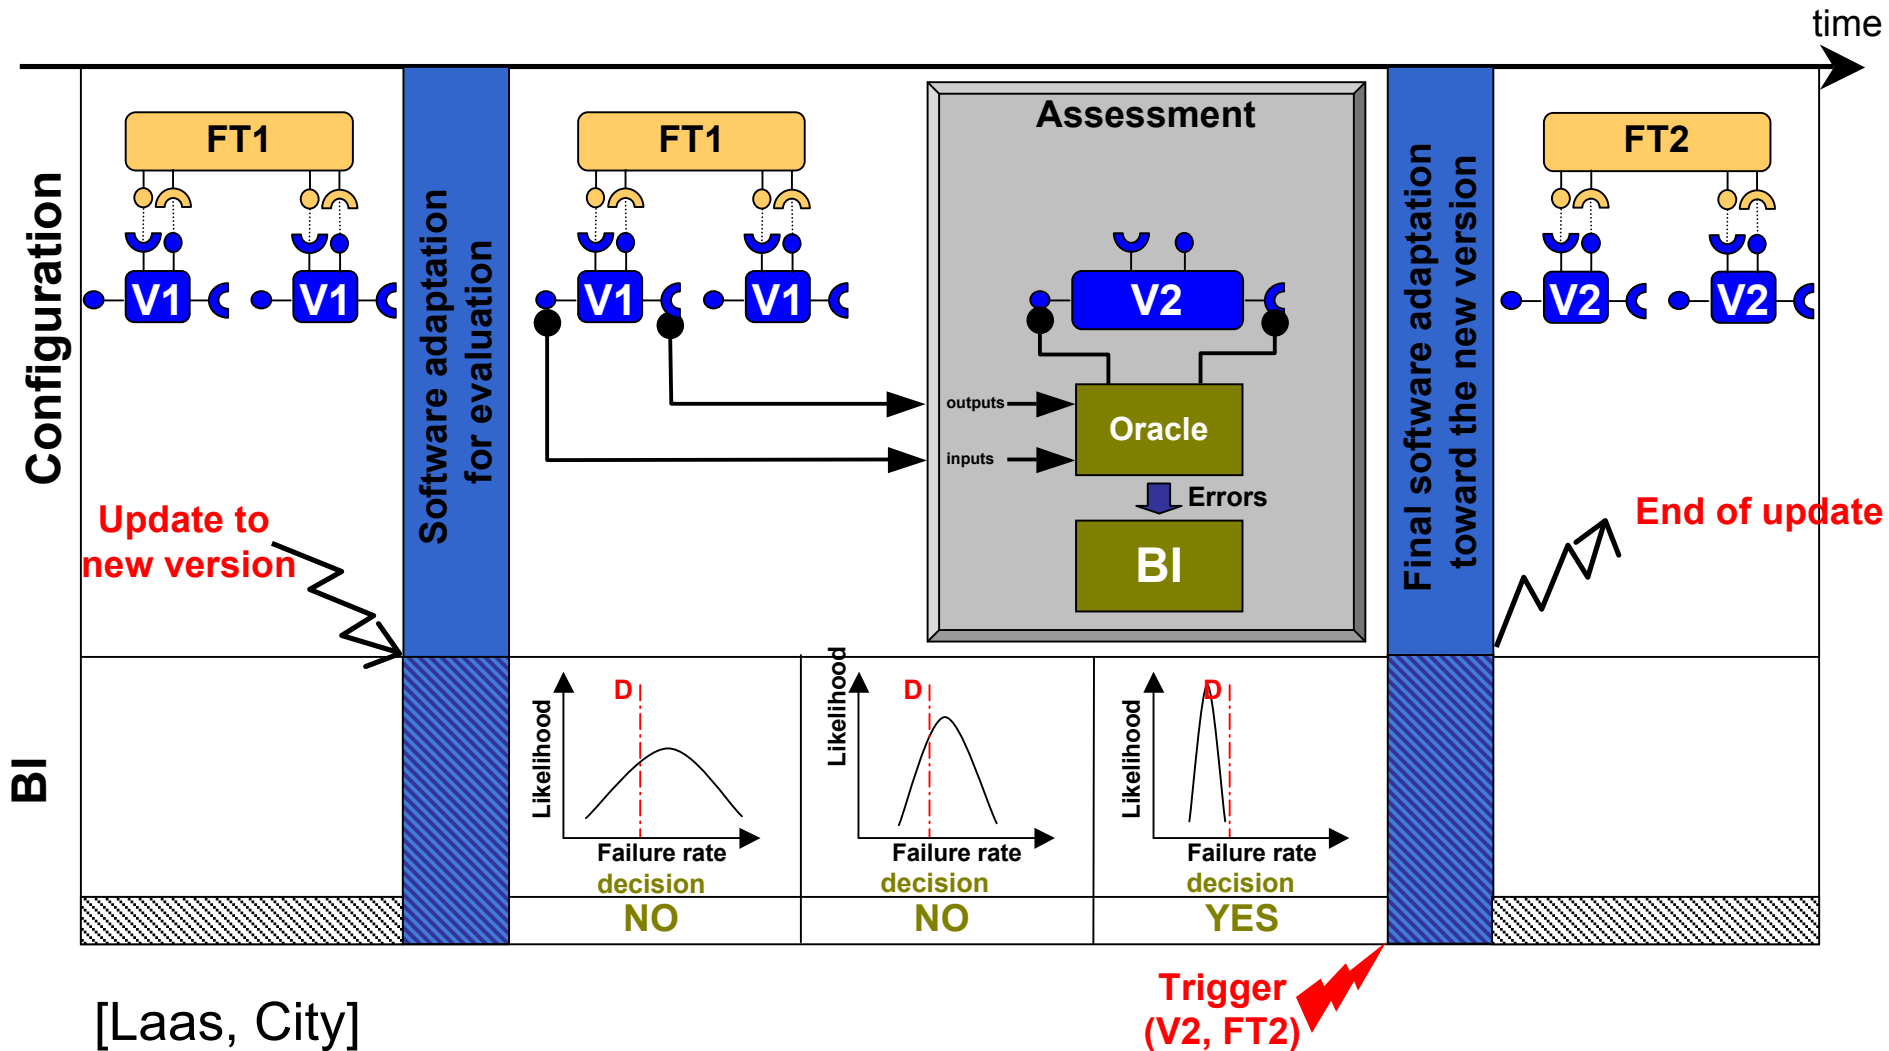 time
Configuration
FT1
V1
V1
Update to
new version
Software adaptation
for evaluation
FT1
V1
V1
Assessment
V2
outputs
inputs
Oracle
Errors
BI
Final software adaptation
toward the new version
FT2
V2
V2
End of update
BI
Likelihood
D
Failure rate
decision
NO
Likelihood
D
Failure rate
decision
NO
Likelihood
D
Failure rate
decision
YES
Trigger
(V2, FT2)
[Laas, City]